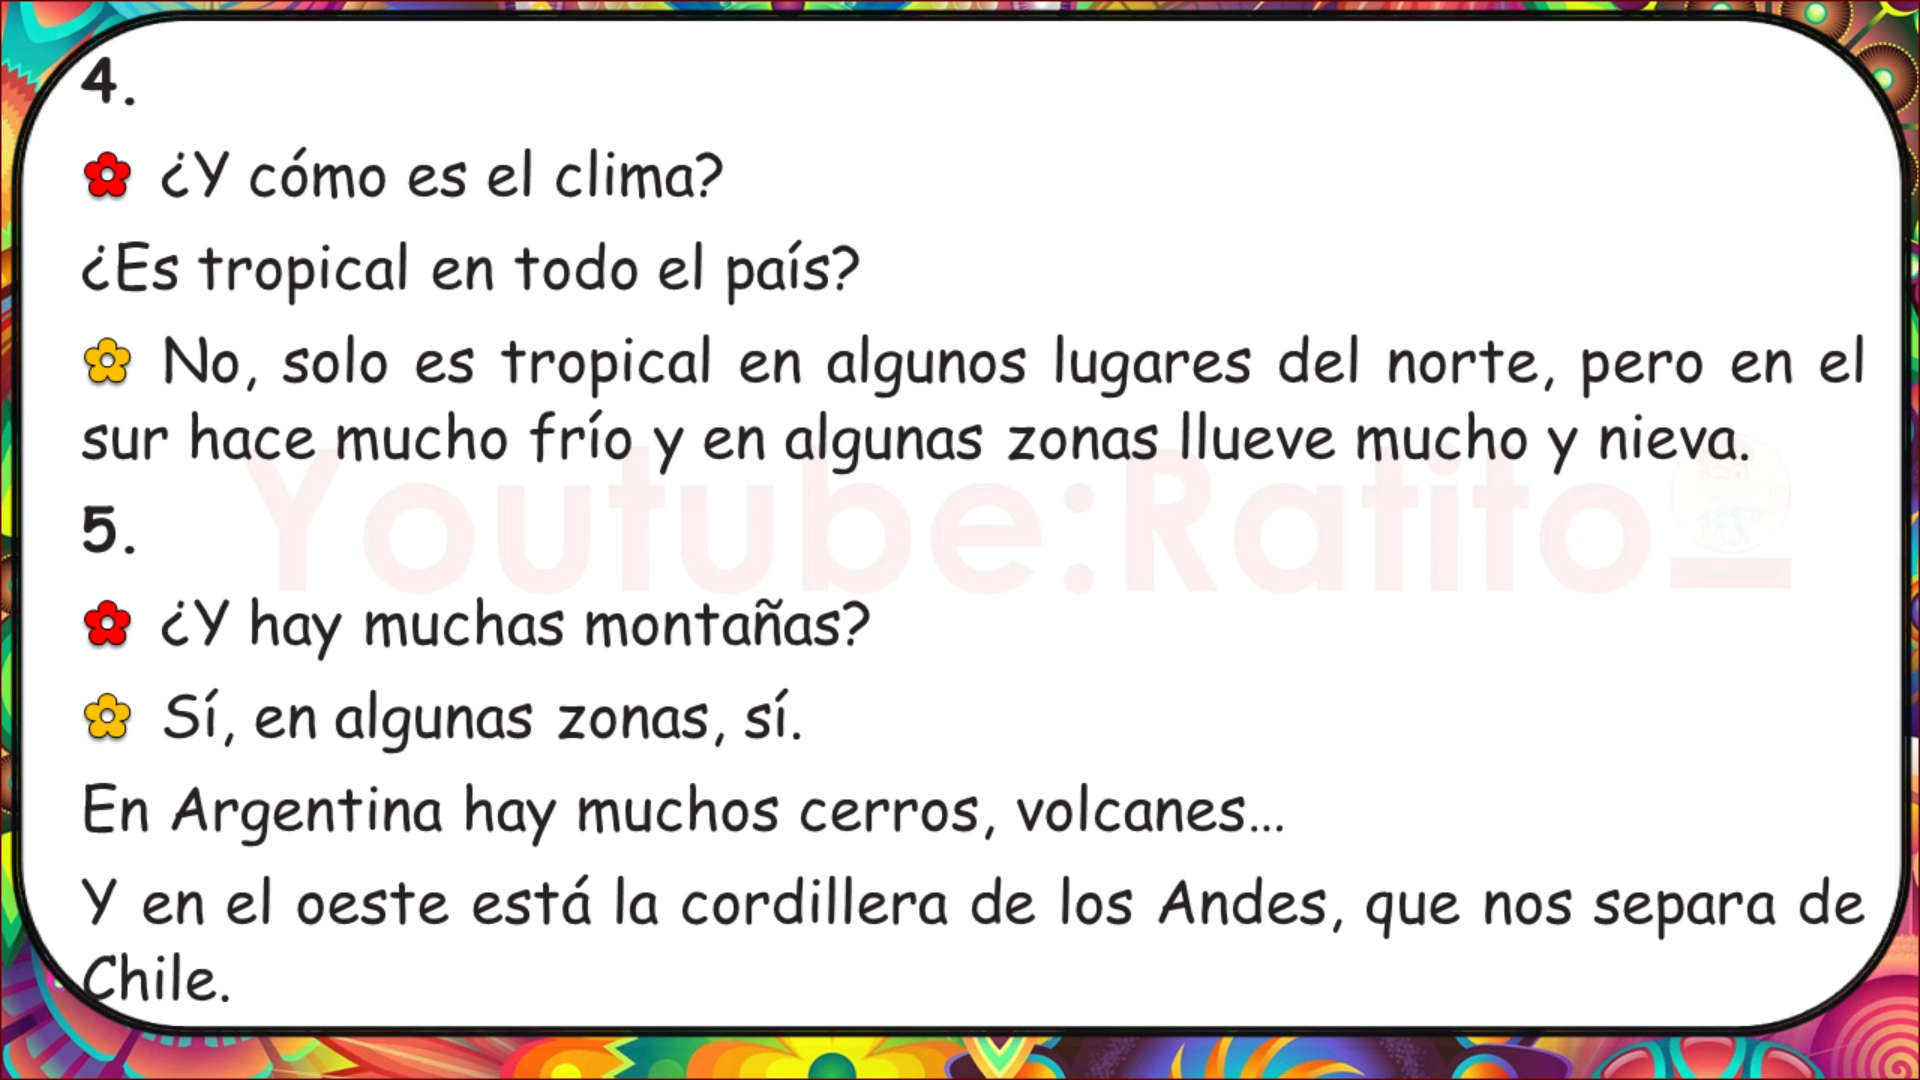 4.
¿Y cómo es el clima?
¿Es tropical en todo el país?
No, solo es tropical en algunos lugares del norte, pero en el
sur hace mucho frío y en algunas zonas llueve mucho y nieva.
Youtube:Ratito_
5.
¿Y hay muchas montañas?
Sí, en algunas zonas, sí.
En Argentina hay muchos cerros, volcanes...
Y en el oeste está la cordillera de los Andes, que nos separa de
Chile.